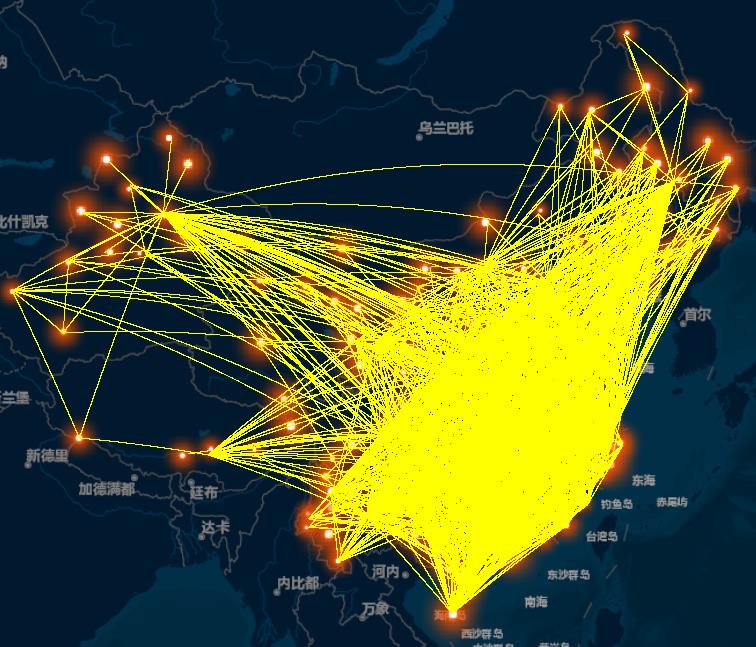 乌兰巴托
比什凯克
首尔
兰堡
新德里
加德满都
廷布
达卡
东海
钓鱼岛
赤尾屿
台湾岛
河内
东沙群岛
内比都
南海
万象
西沙群岛